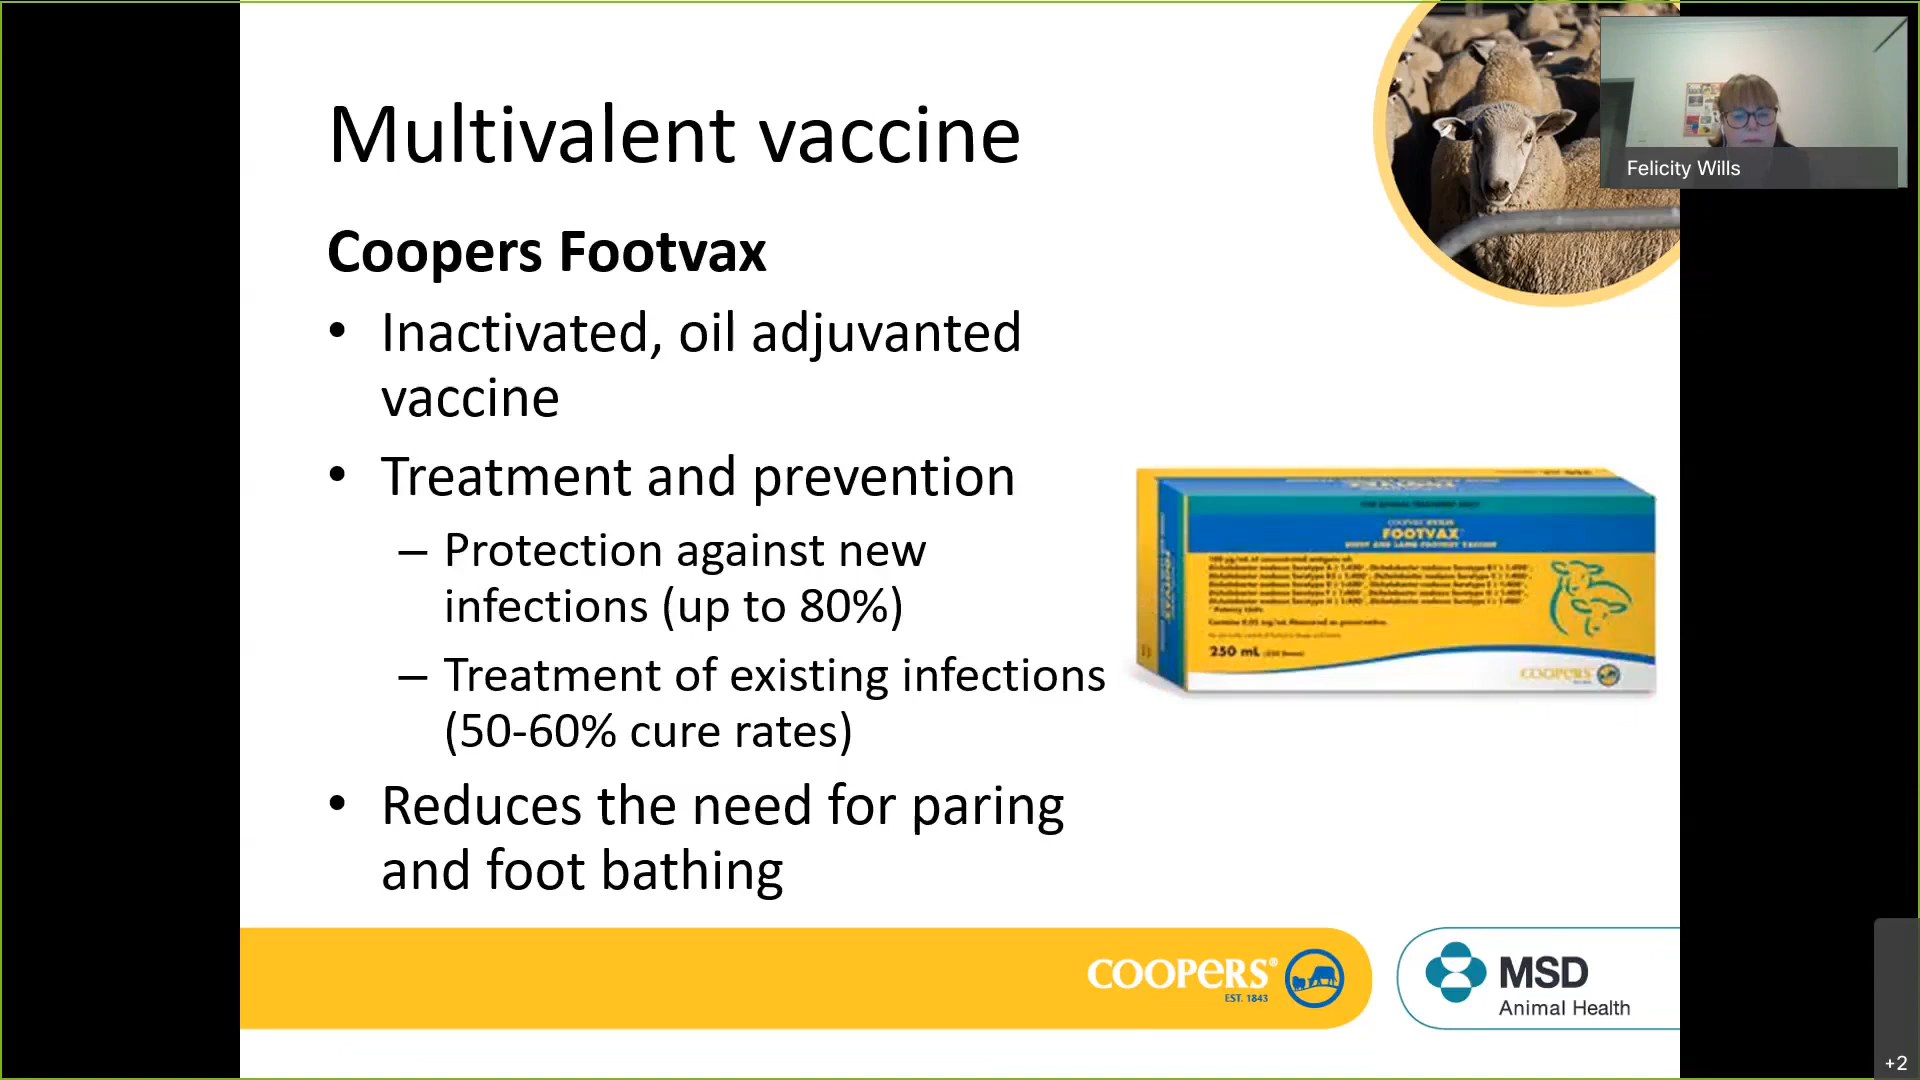 Multivalent vaccine
Felicity Wills
Coopers Footvax
• Inactivated, oil adjuvanted
vaccine
• Treatment and prevention
– Protection against new
infections (up to 80%)
– Treatment of existing infections
(50-60% cure rates)
• Reduces the need for paring
and foot bathing
FOOTVAX
250 mL
COOPERS
COOPERS®
EST. 1843
MSD
Animal Health
+2